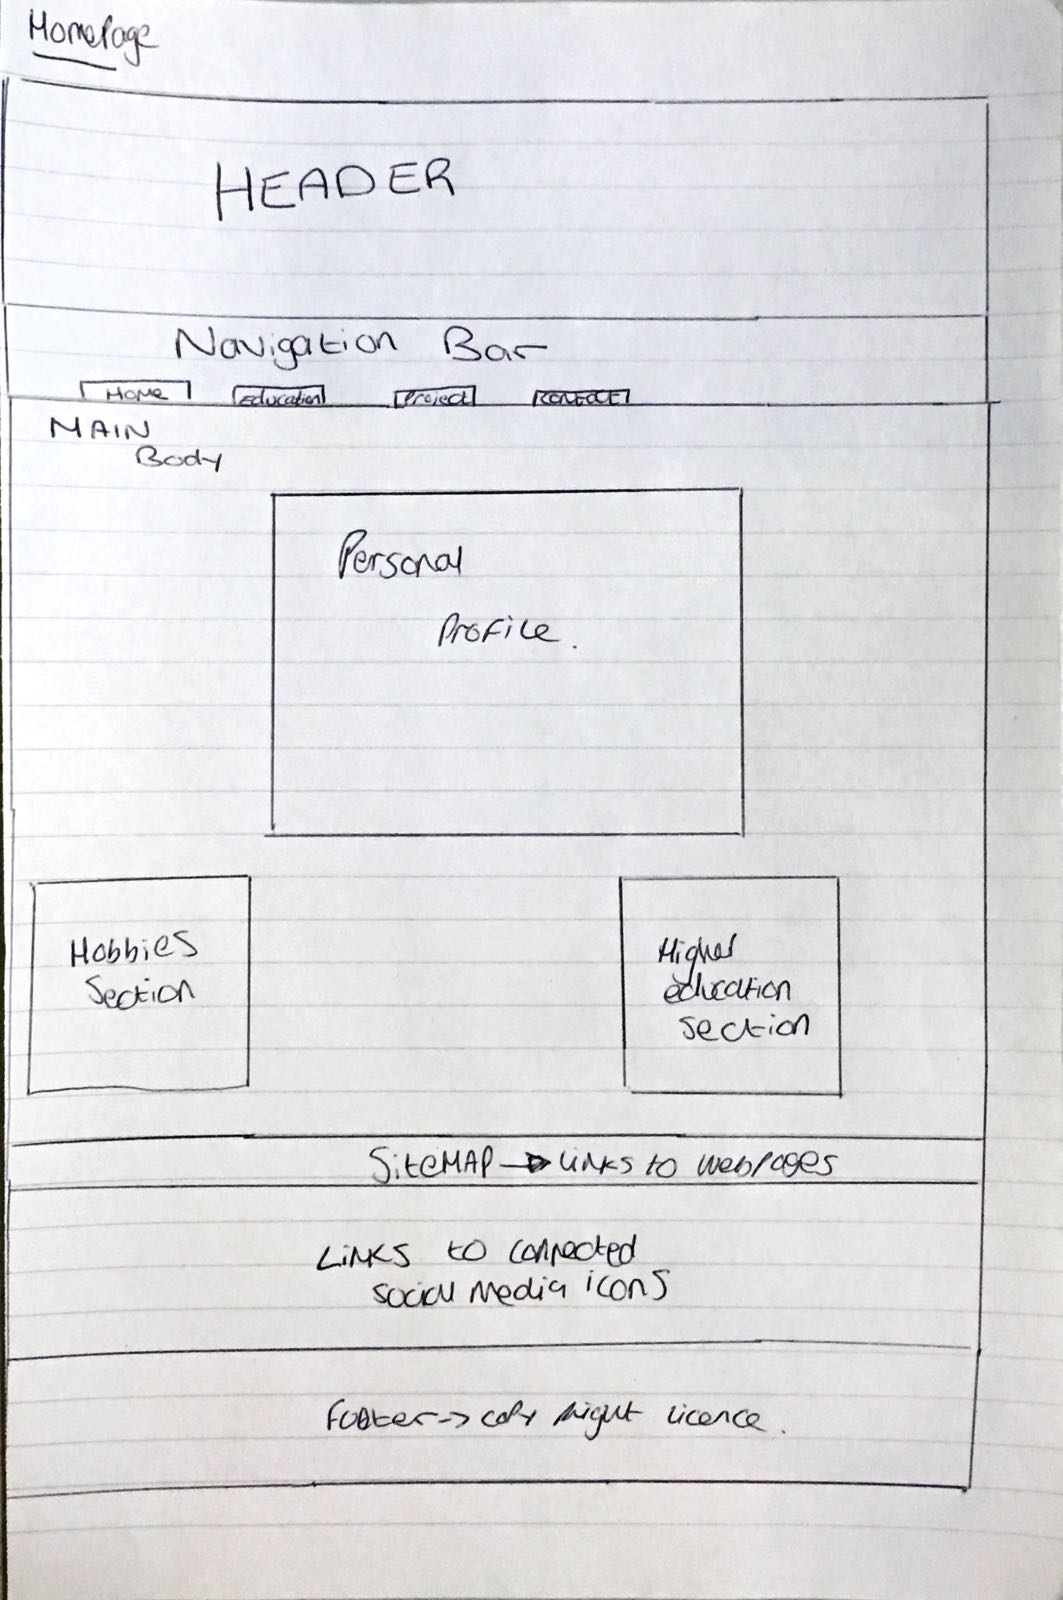 HomePage
HEADER
Navigation Bar
Home Education Project Contact
MAIN
Body
Personal
Profile.
Hobbies
Section
Higher
education
Section
SiteMAP → LiNKS to webpages
LiNKS to connected
social media icons
Footer → copy right licence.